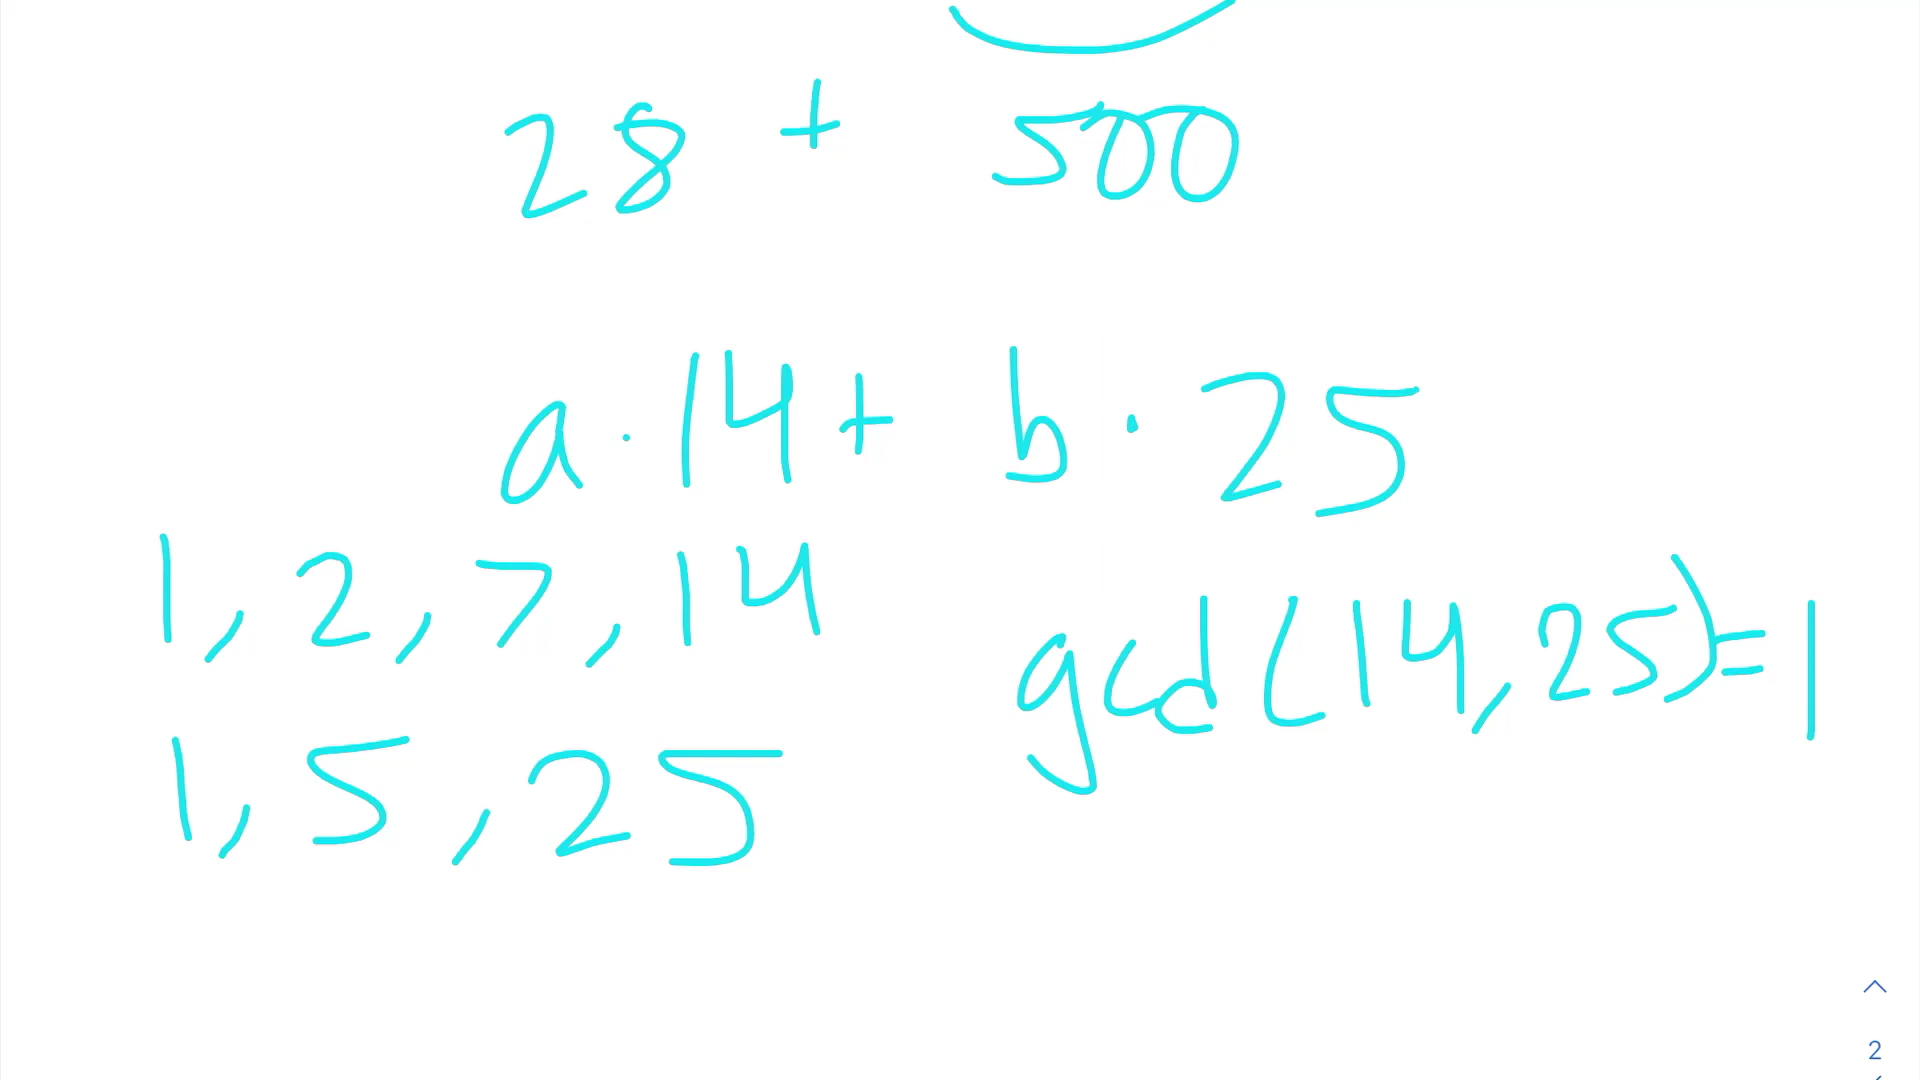 28 + 500
a · 14 + b · 25
1, 2, 7, 14
gcd(14, 25) = 1
1, 5, 25
2